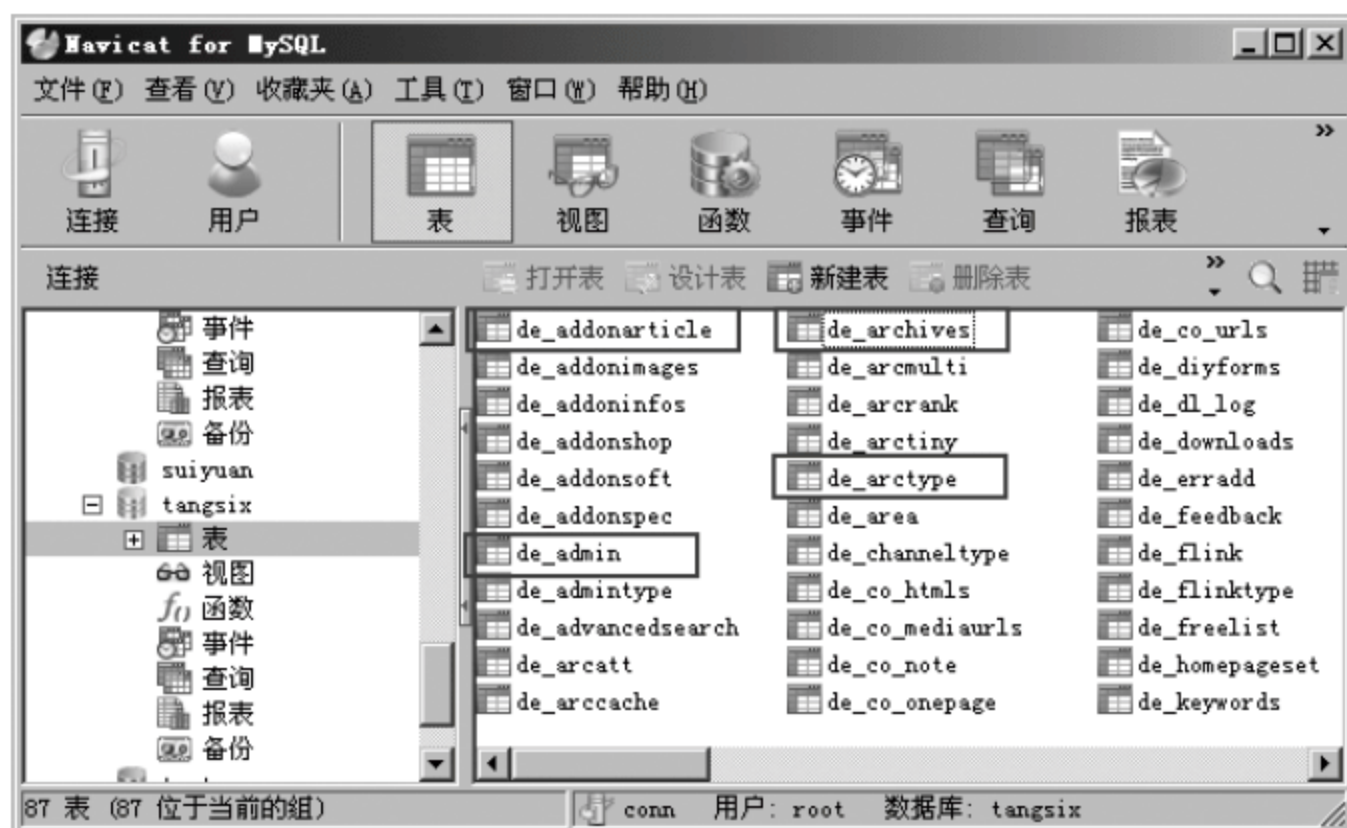 Navicat for MySQL
文件(F) 查看(V) 收藏夹(A) 工具(T) 窗口(W) 帮助(H)
连接 用户 表 视图 函数 事件 查询 报表
连接 打开表 设计表 新建表 删除表
事件
查询
报表
备份
suiyuan
tangsix
表
视图
函数
事件
查询
报表
备份
de_addonarticle
de_addonimages
de_addoninfos
de_addonshop
de_addonsoft
de_addonspec
de_admin
de_admintype
de_advancedsearch
de_arcatt
de_arccache
de_archives
de_arcmulti
de_arcrank
de_arctiny
de_arctype
de_area
de_channeltype
de_co_htmls
de_co_mediaurls
de_co_note
de_co_onepage
de_co_urls
de_diyforms
de_dl_log
de_downloads
de_erradd
de_feedback
de_flink
de_flinktype
de_freelist
de_homepageset
de_keywords
87 表 (87 位于当前的组) conn 用户: root 数据库: tangsix